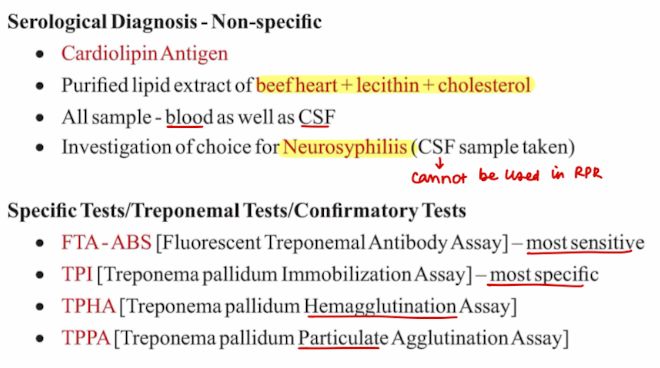 Serological Diagnosis - Non-specific
• Cardiolipin Antigen
• Purified lipid extract of beef heart + lecithin + cholesterol
• All sample - blood as well as CSF
• Investigation of choice for Neurosyphiliis (CSF sample taken)
↓
cannot be used in RPR
Specific Tests/Treponemal Tests/Confirmatory Tests
• FTA-ABS [Fluorescent Treponemal Antibody Assay] – most sensitive
• TPI [Treponema pallidum Immobilization Assay] – most specific
• TPHA [Treponema pallidum Hemagglutination Assay]
• TPPA [Treponema pallidum Particulate Agglutination Assay]